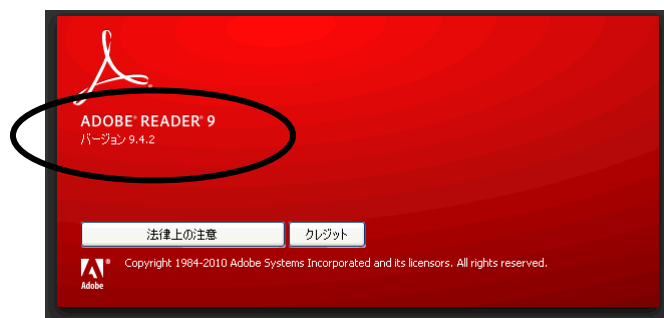 ADOBE® READER® 9
バージョン 9.4.2
法律上の注意
クレジット
Copyright 1984-2010 Adobe Systems Incorporated and its licensors. All rights reserved.
Adobe